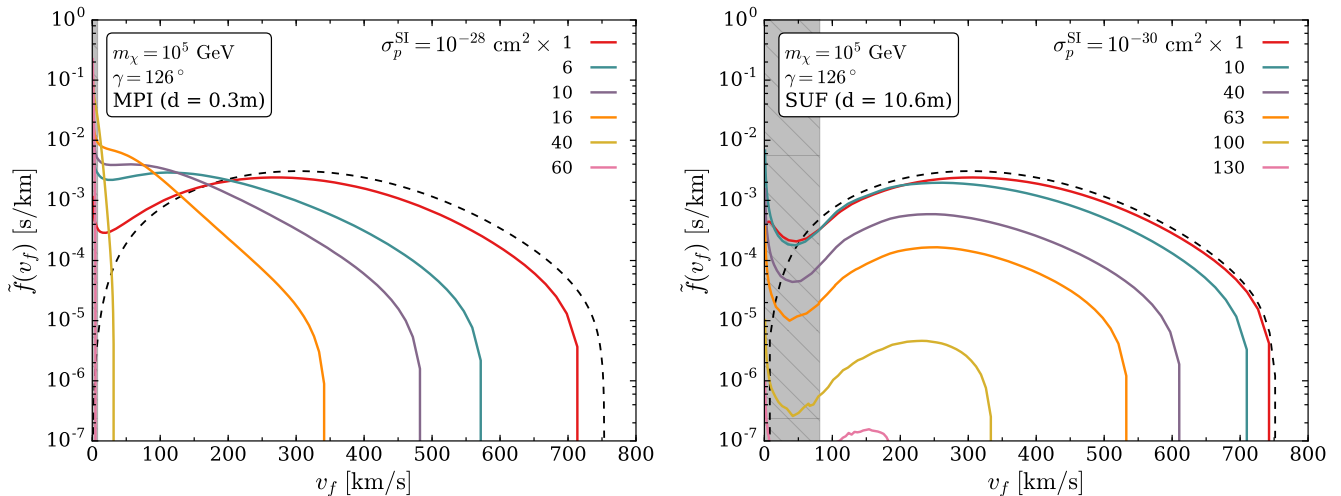 σ_p^SI = 10^-28 cm^2 × 1
6
10
16
40
60
m_χ = 10^5 GeV
γ = 126°
MPI (d = 0.3m)
10^0
10^-1
10^-2
10^-3
10^-4
10^-5
10^-6
10^-7
f̃(v_f) [s/km]
0 100 200 300 400 500 600 700 800
v_f [km/s]
σ_p^SI = 10^-30 cm^2 × 1
10
40
63
100
130
m_χ = 10^5 GeV
γ = 126°
SUF (d = 10.6m)
10^0
10^-1
10^-2
10^-3
10^-4
10^-5
10^-6
10^-7
f̃(v_f) [s/km]
0 100 200 300 400 500 600 700 800
v_f [km/s]